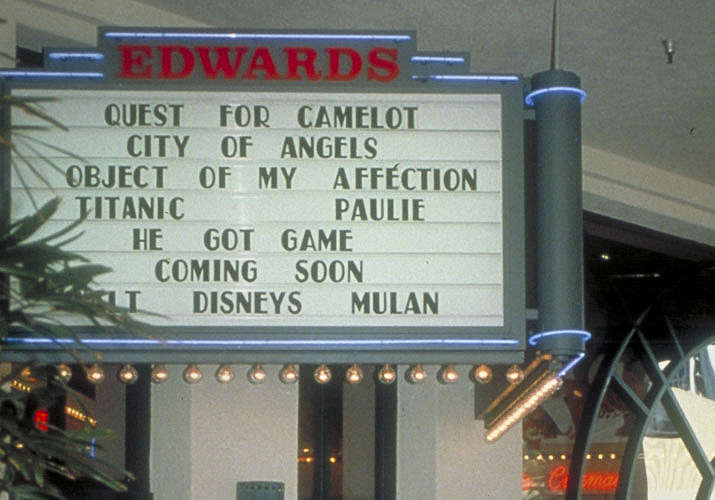 EDWARDS
QUEST FOR CAMELOT
CITY OF ANGELS
OBJECT OF MY AFFÉCTION
TITANIC PAULIE
HE GOT GAME
COMING SOON
DISNEYS MULAN